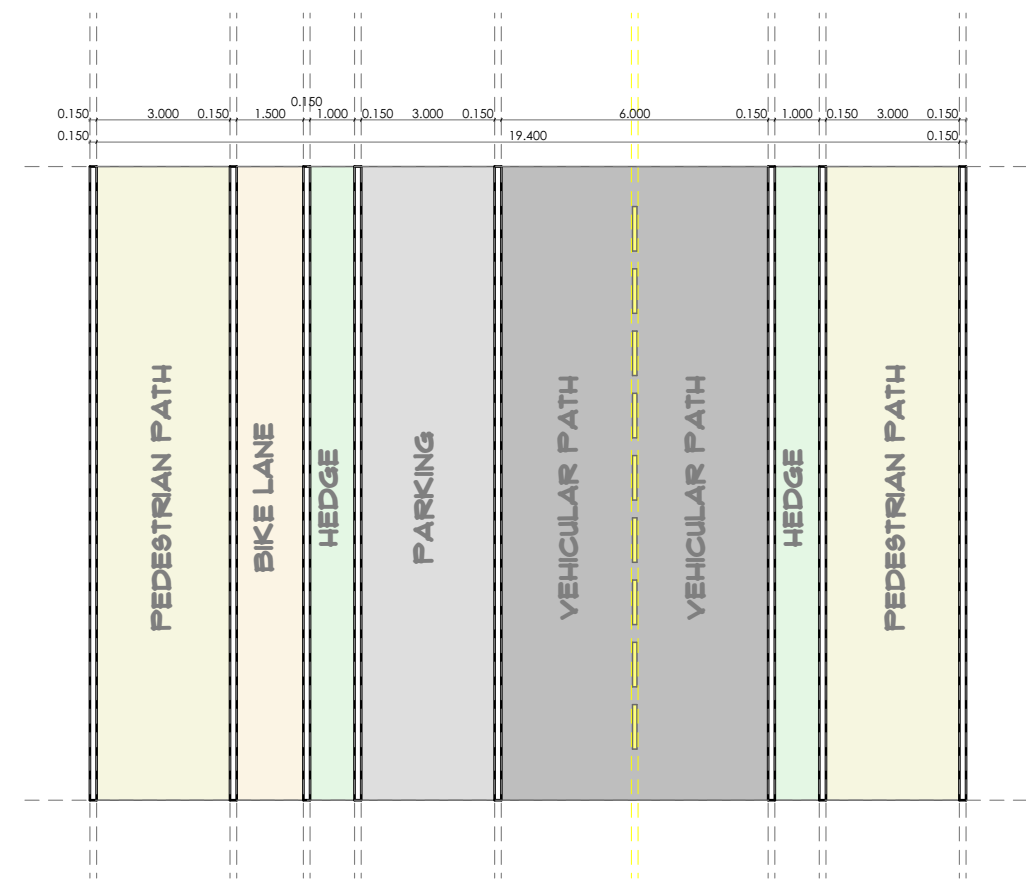 0.150
0.150 3.000 0.150 1.500 1.000 0.150 3.000 0.150 6.000 0.150 1.000 0.150 3.000 0.150
0.150 19.400 0.150
PEDESTRIAN PATH
BIKE LANE
HEDGE
PARKING
VEHICULAR PATH
VEHICULAR PATH
HEDGE
PEDESTRIAN PATH